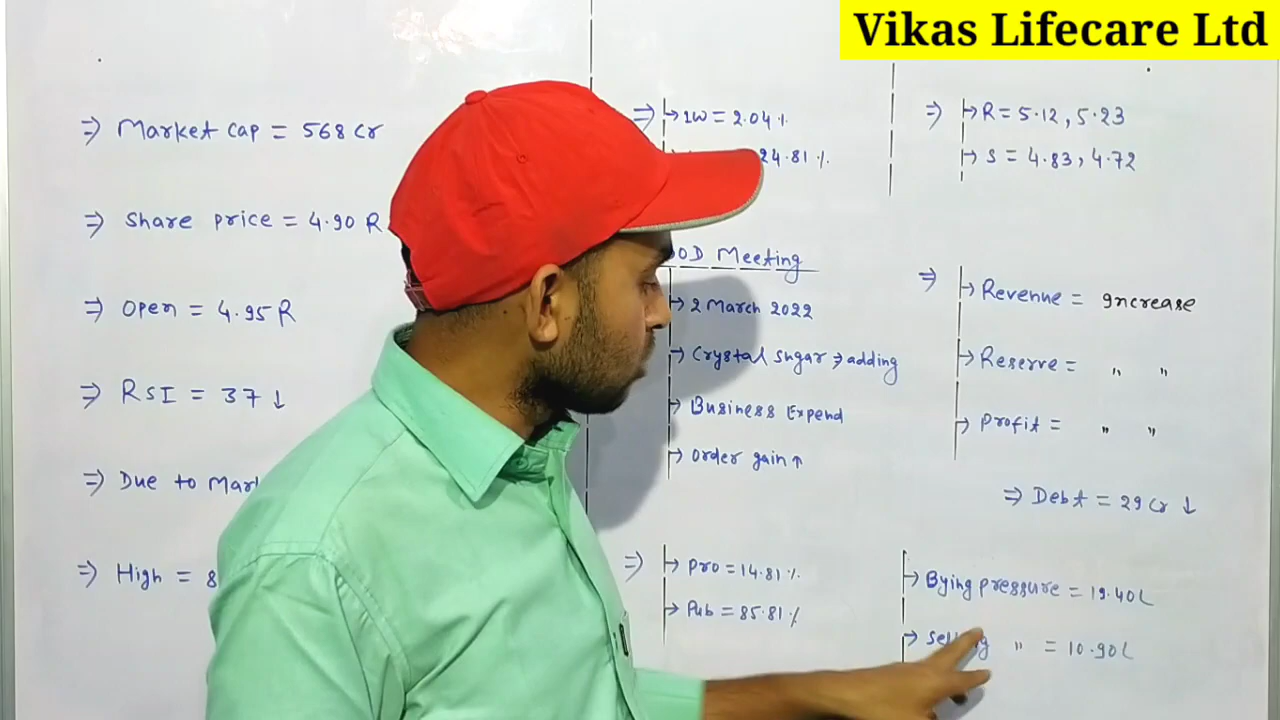 Vikas Lifecare Ltd
⇒ Market Cap = 568 Cr
⇒ Share price = 4.90 R
⇒ Open = 4.95 R
⇒ RSI = 37 ↓
⇒ Due to
⇒ High = 8
⇒ → 1W = 2.04 %
24.81 %
Meeting
→ 2 March 2022
→ Crystal Sugar → adding
→ Business Expend
→ Order gain ↑
⇒ → Pro = 14.81 %
→ Pub = 85.81 %
⇒ → R = 5.12, 5.23
→ S = 4.83, 4.72
⇒ → Revenue = Increase
→ Reserve = " "
→ Profit = " "
⇒ Debt = 29 Cr ↓
→ Bying pressure = 19.40 L
→ " = 10.90 L